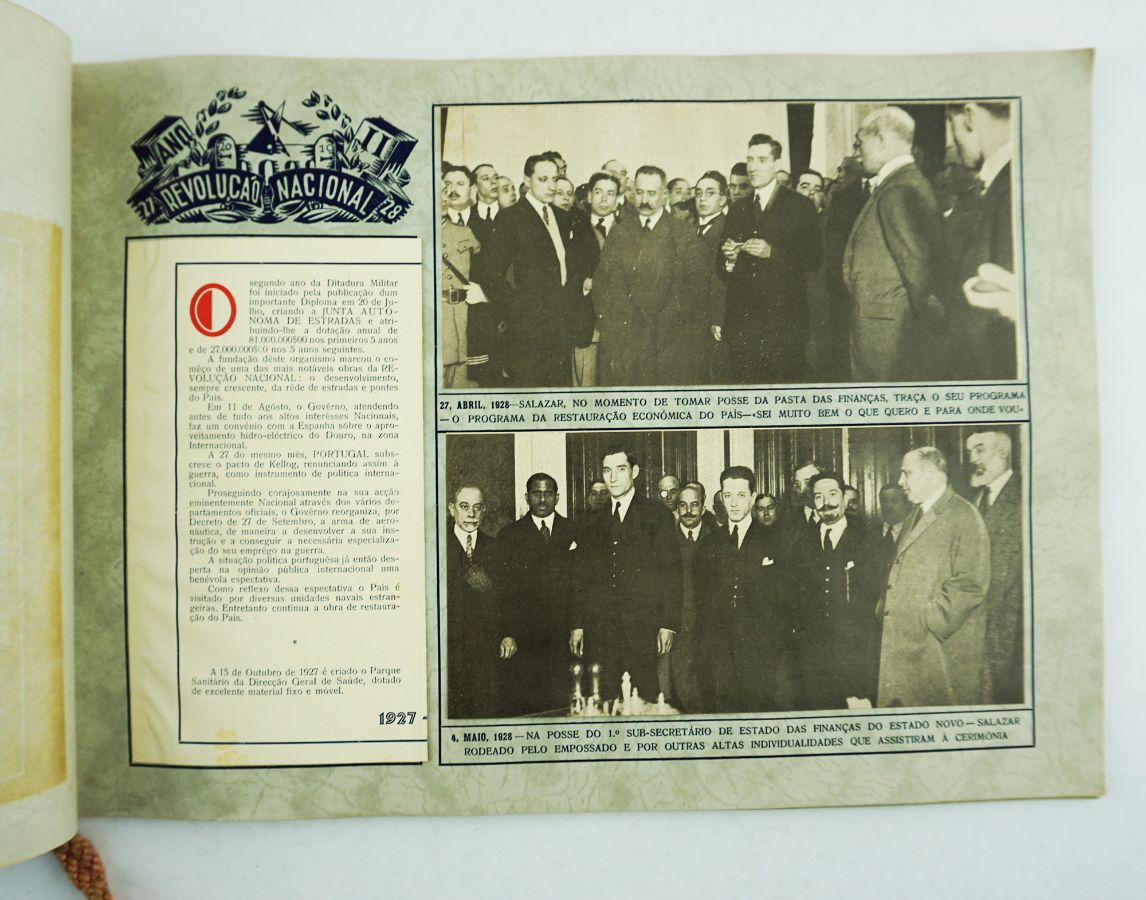 ANO
II
REVOLUÇÃO NACIONAL
27
28
O segundo ano da Ditadura Militar
foi iniciado pela publicação dum
importante Diploma em 20 de Ju-
lho, criando a JUNTA AUTÓ-
NOMA DE ESTRADAS e atri-
buindo-lhe a dotação anual de
81.000.000$00 nos primeiros 5 anos
e de 27.000.000$00 nos 5 anos seguintes.
A fundação dêste organismo marcou o co-
mêço de uma das mais notáveis obras da RE-
VOLUÇÃO NACIONAL: o desenvolvimento,
sempre crescente, da rêde de estradas e pontes
do País.
Em 11 de Agôsto, o Govêrno, atendendo
antes de tudo aos altos interêsses Nacionais,
faz um convénio com a Espanha sôbre o apro-
veitamento hidro-eléctrico do Douro, na zona
Internacional.
A 27 do mesmo mês, PORTUGAL subs-
creve o pacto de Kellog, renunciando assim à
guerra, como instrumento de política interna-
cional.
Proseguindo corajosamente na sua acção
eminentemente Nacional através dos vários de-
partamentos oficiais, o Govêrno reorganiza, por
Decreto de 27 de Setembro, a arma de aero-
náutica, de maneira a desenvolver a sua ins-
trução e a conseguir a necessária especializa-
ção do seu emprêgo na guerra.
A situação política portuguêsa já então des-
perta na opinião pública internacional uma
benévola espectativa.
Como reflexo dessa espectativa o País é
visitado por diversas unidades navais estran-
geiras. Entretanto continua a obra de restaura-
ção do País.
*
A 15 de Outubro de 1927 é criado o Parque
Sanitário da Direcção Geral de Saúde, dotado
de excelente material fixo e móvel.
1927 -
27, ABRIL, 1928—SALAZAR, NO MOMENTO DE TOMAR POSSE DA PASTA DAS FINANÇAS, TRAÇA O SEU PROGRAMA
—O PROGRAMA DA RESTAURAÇÃO ECONÓMICA DO PAÍS—«SEI MUITO BEM O QUE QUERO E PARA ONDE VOU»
4, MAIO, 1928—NA POSSE DO 1.º SUB-SECRETÁRIO DE ESTADO DAS FINANÇAS DO ESTADO NOVO—SALAZAR
RODEADO PELO EMPOSSADO E POR OUTRAS ALTAS INDIVIDUALIDADES QUE ASSISTIRAM À CERIMÓNIA